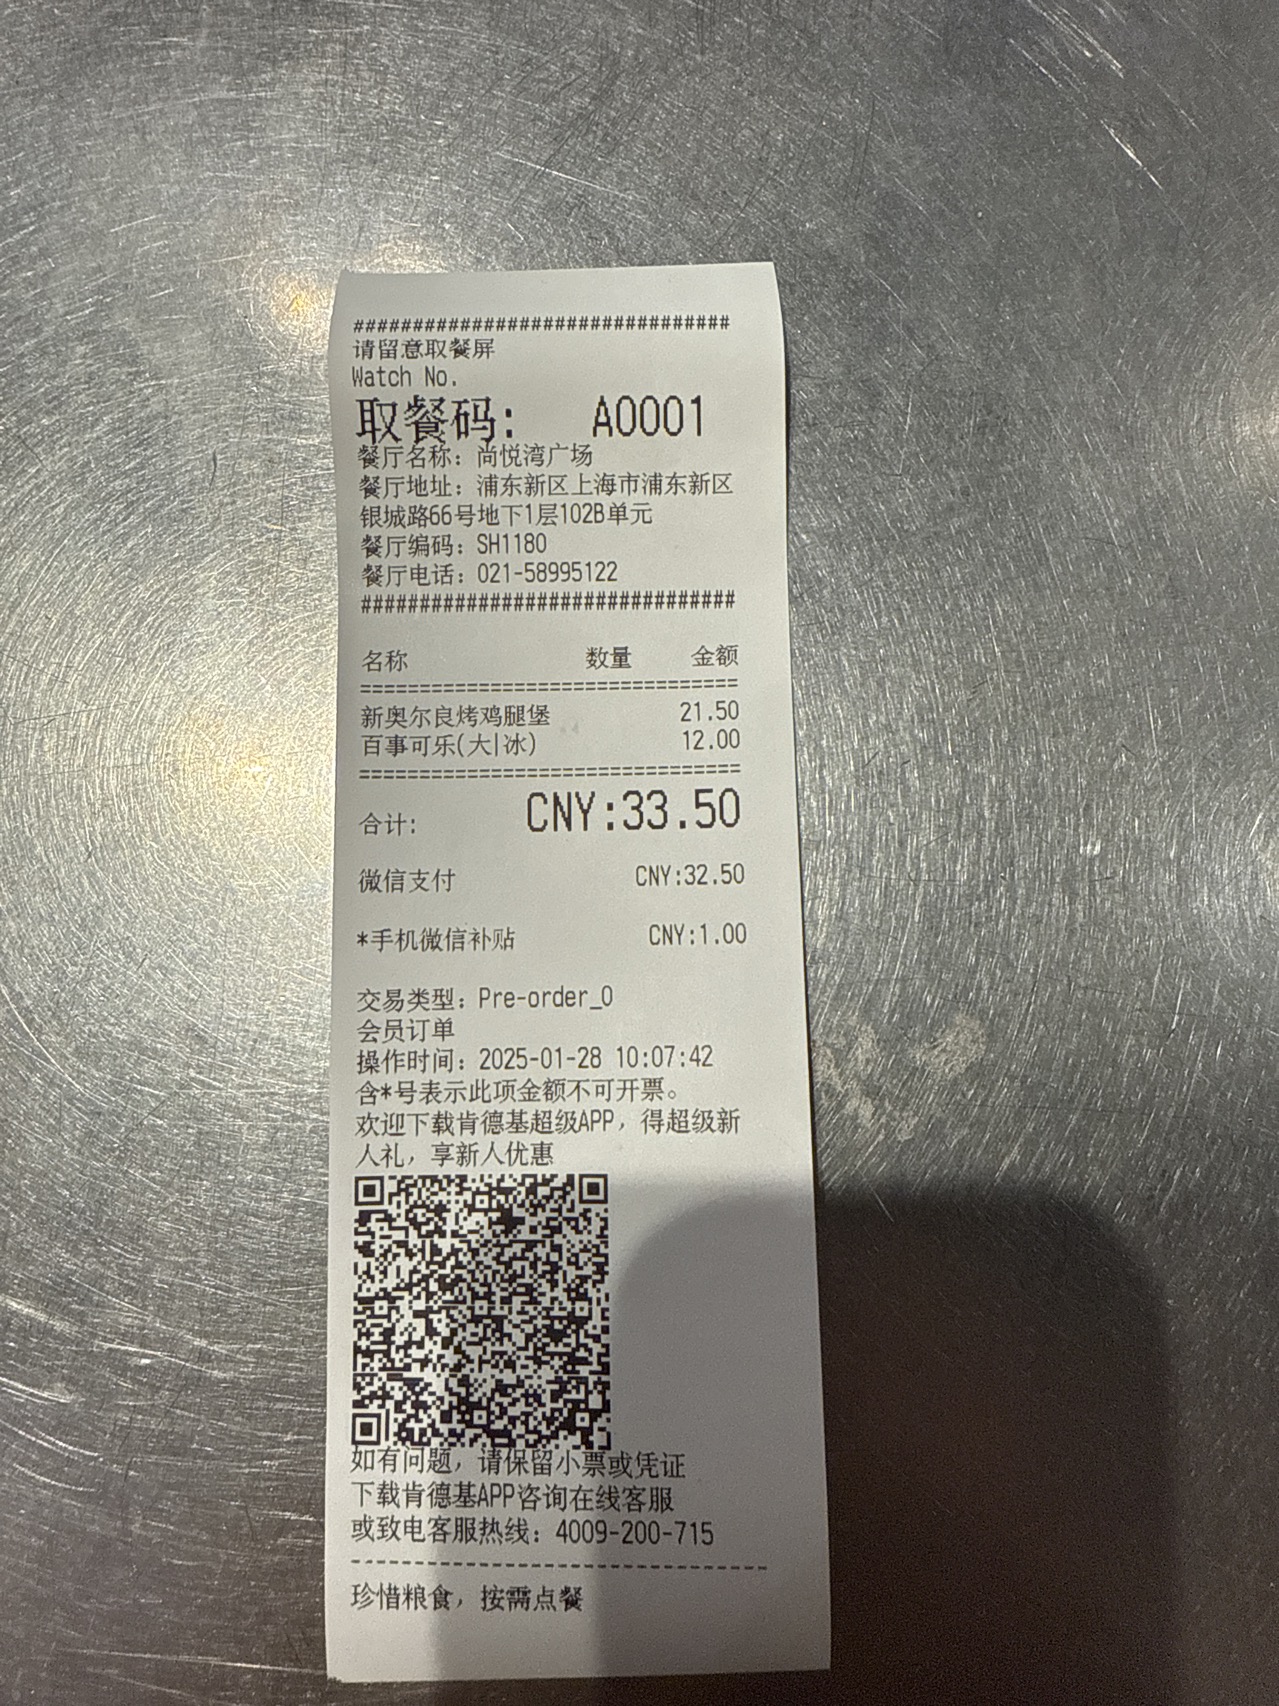 ################################
请留意取餐屏
Watch No.
取餐码： A0001
餐厅名称：尚悦湾广场
餐厅地址：浦东新区上海市浦东新区
银城路66号地下1层102B单元
餐厅编码：SH1180
餐厅电话：021-58995122
################################
名称 数量 金额
================================
新奥尔良烤鸡腿堡 21.50
百事可乐(大|冰) 12.00
================================
合计: CNY:33.50
微信支付 CNY:32.50
*手机微信补贴 CNY:1.00
交易类型：Pre-order_0
会员订单
操作时间：2025-01-28 10:07:42
含*号表示此项金额不可开票。
欢迎下载肯德基超级APP，得超级新
人礼，享新人优惠
如有问题，请保留小票或凭证
下载肯德基APP咨询在线客服
或致电客服热线：4009-200-715
-----------------------------------
珍惜粮食，按需点餐